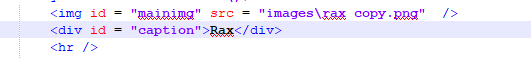 <img id = "mainimg" src = "images\rax copy.png"  />
<div id = "caption">Rax</div>
<hr />